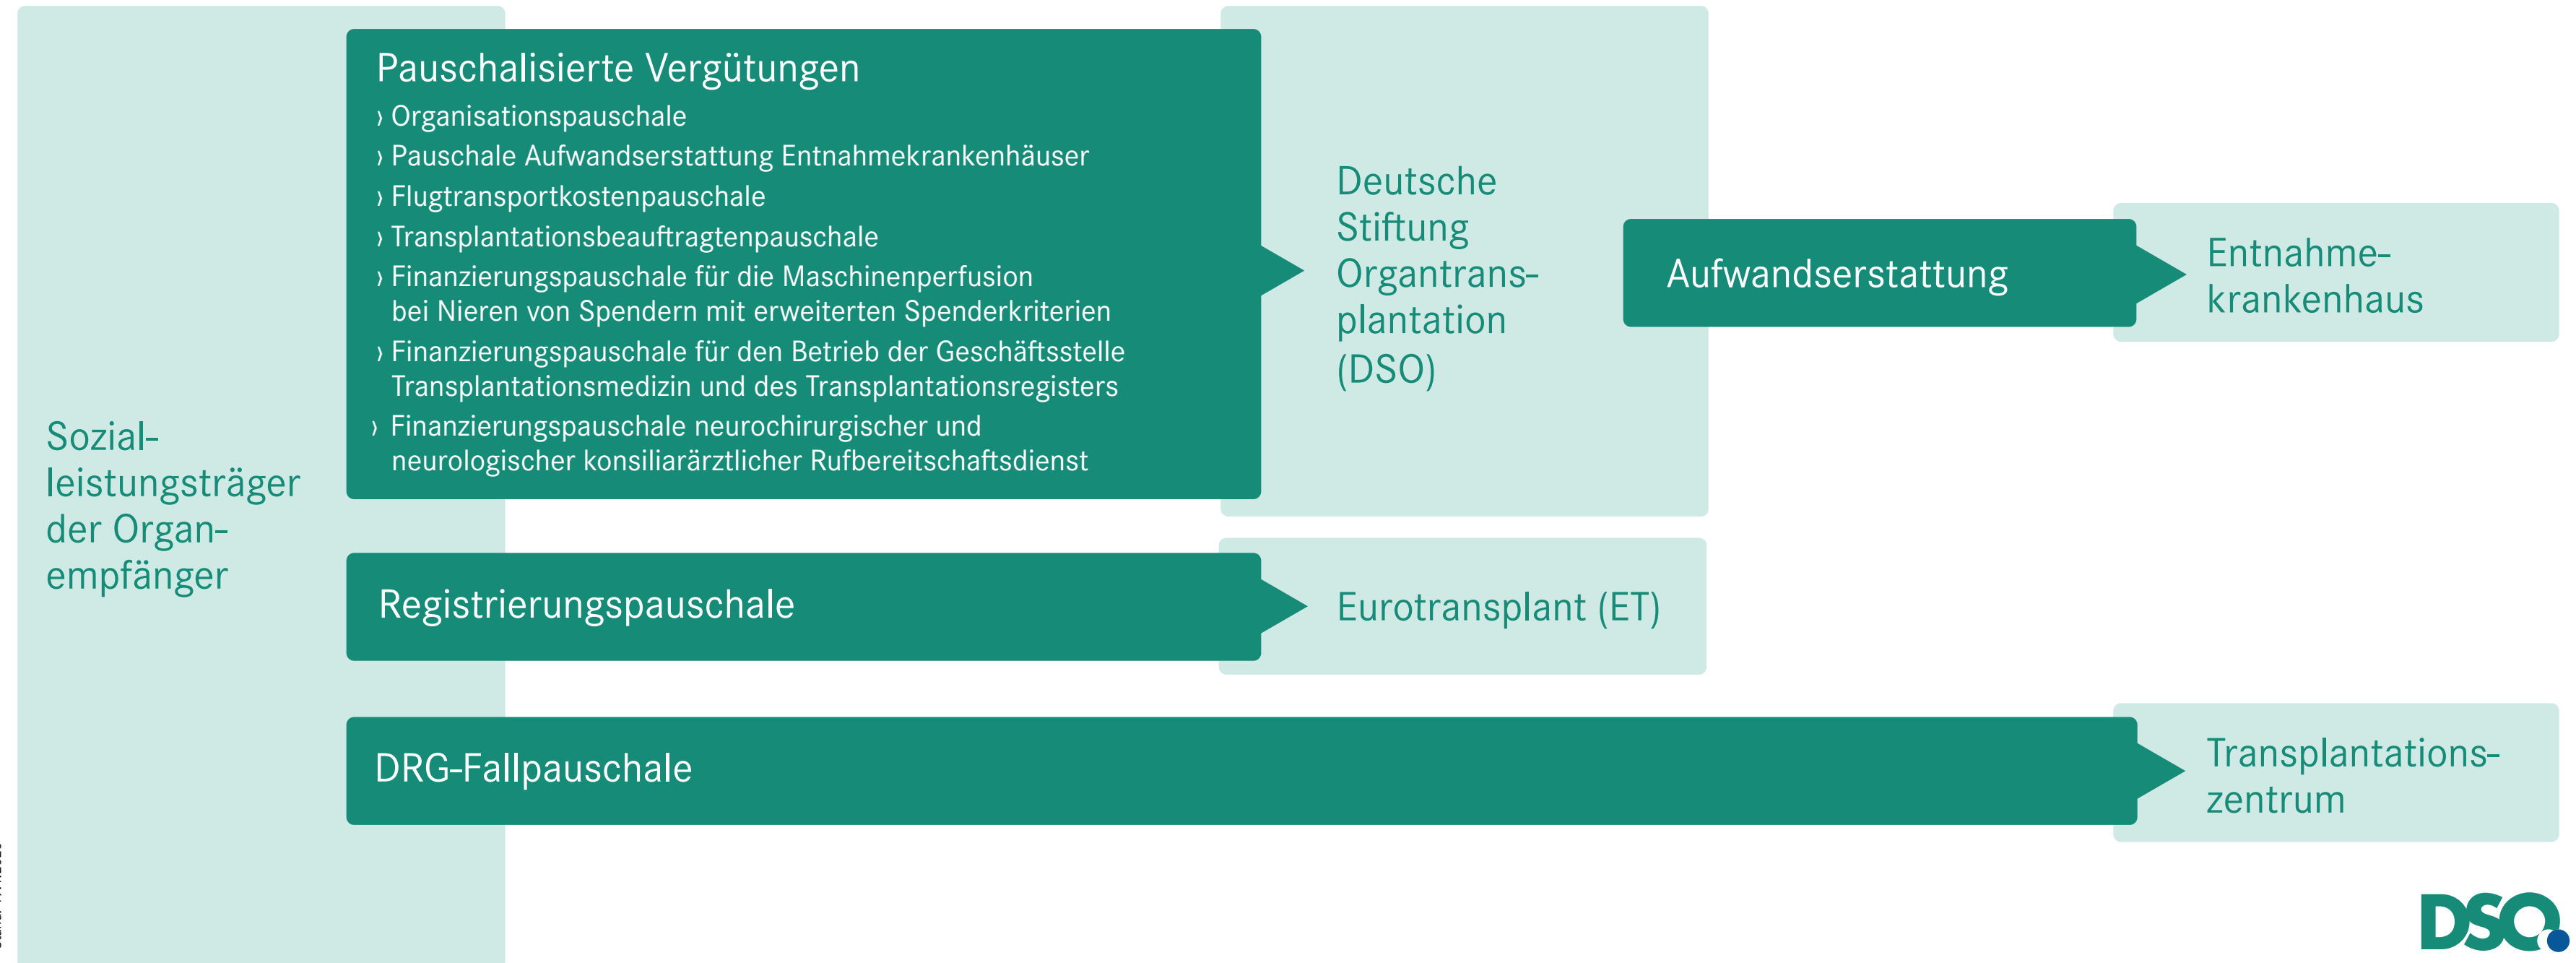 Sozial-
leistungsträger
der Organ-
empfänger
Pauschalisierte Vergütungen
› Organisationspauschale
› Pauschale Aufwandserstattung Entnahmekrankenhäuser
› Flugtransportkostenpauschale
› Transplantationsbeauftragtenpauschale
› Finanzierungspauschale für die Maschinenperfusion
bei Nieren von Spendern mit erweiterten Spenderkriterien
› Finanzierungspauschale für den Betrieb der Geschäftsstelle
Transplantationsmedizin und des Transplantationsregisters
› Finanzierungspauschale neurochirurgischer und
neurologischer konsiliarärztlicher Rufbereitschaftsdienst
Deutsche
Stiftung
Organtrans-
plantation
(DSO)
Aufwandserstattung
Entnahme-
krankenhaus
Registrierungspauschale
Eurotransplant (ET)
DRG-Fallpauschale
Transplantations-
zentrum
DSO